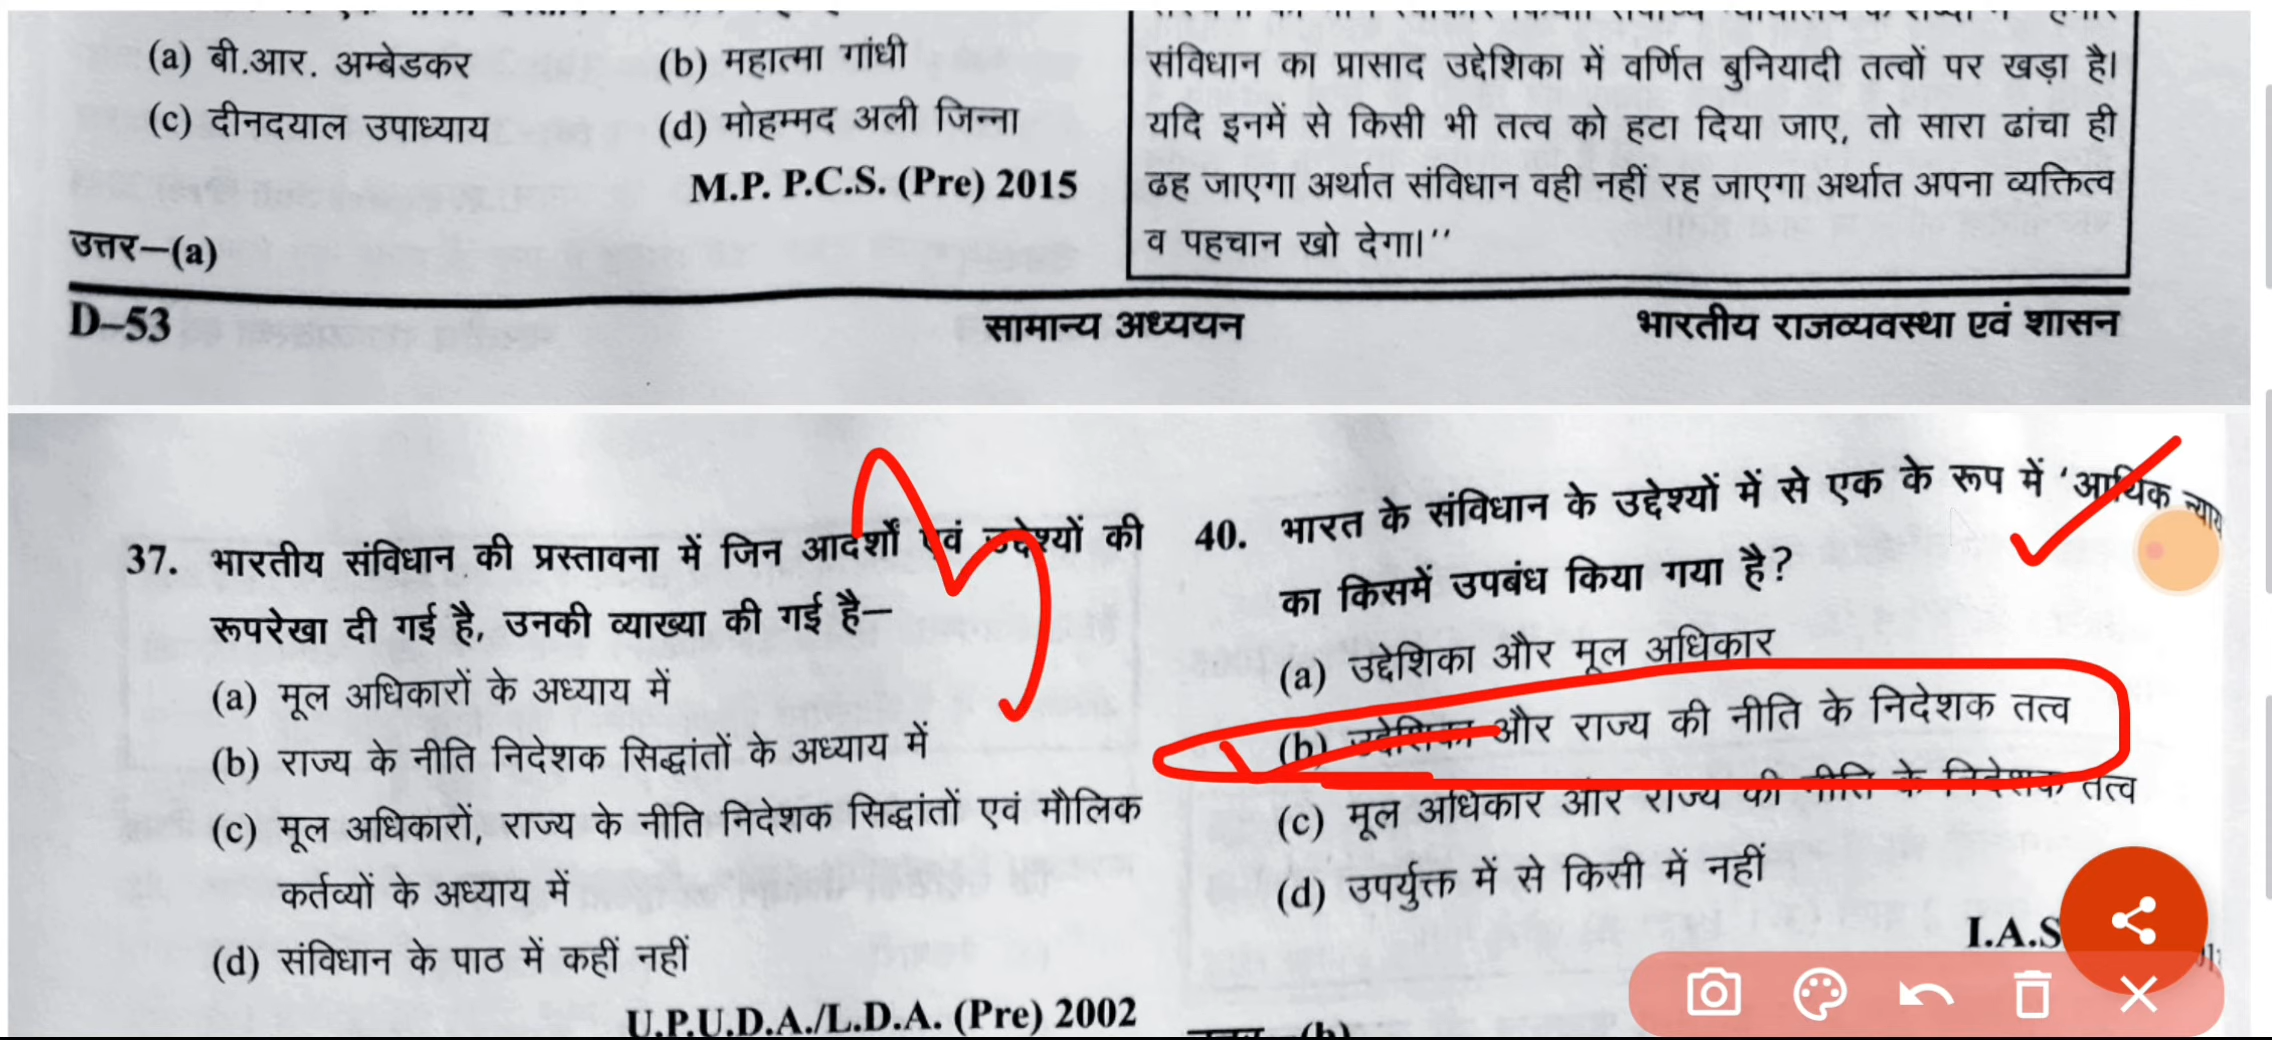 (a) बी.आर. अम्बेडकर (b) महात्मा गांधी
(c) दीनदयाल उपाध्याय (d) मोहम्मद अली जिन्ना
M.P. P.C.S. (Pre) 2015
उत्तर–(a)
संविधान का प्रासाद उद्देशिका में वर्णित बुनियादी तत्वों पर खड़ा है।
यदि इनमें से किसी भी तत्व को हटा दिया जाए, तो सारा ढांचा ही
ढह जाएगा अर्थात संविधान वही नहीं रह जाएगा अर्थात अपना व्यक्तित्व
व पहचान खो देगा।’’
D–53 सामान्य अध्ययन भारतीय राजव्यवस्था एवं शासन
37. भारतीय संविधान की प्रस्तावना में जिन आदर्शों एवं उद्देश्यों की
रूपरेखा दी गई है, उनकी व्याख्या की गई है–
(a) मूल अधिकारों के अध्याय में
(b) राज्य के नीति निदेशक सिद्धांतों के अध्याय में
(c) मूल अधिकारों, राज्य के नीति निदेशक सिद्धांतों एवं मौलिक
कर्तव्यों के अध्याय में
(d) संविधान के पाठ में कहीं नहीं
U.P.U.D.A./L.D.A. (Pre) 2002
40. भारत के संविधान के उद्देश्यों में से एक के रूप में ‘आर्थिक न्याय
का किसमें उपबंध किया गया है?
(a) उद्देशिका और मूल अधिकार
(b) उद्देशिका और राज्य की नीति के निदेशक तत्व
(c) मूल अधिकार और राज्य की नीति के निदेशक तत्व
(d) उपर्युक्त में से किसी में नहीं
I.A.S